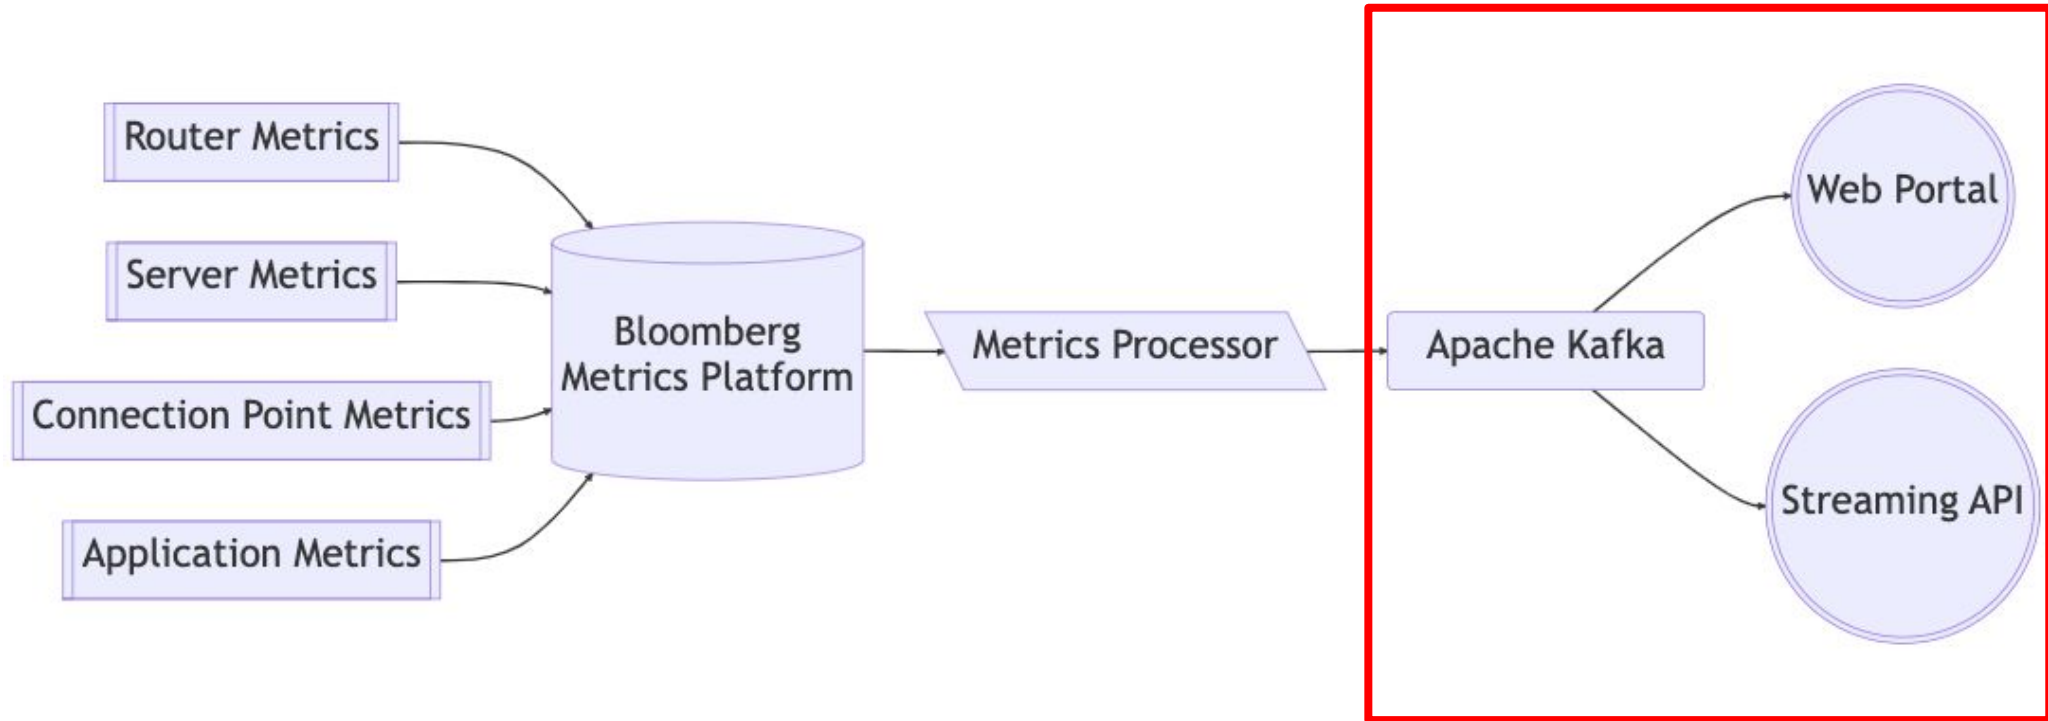 Router Metrics
Server Metrics
Connection Point Metrics
Application Metrics
Bloomberg
Metrics Platform
Metrics Processor
Apache Kafka
Web Portal
Streaming API